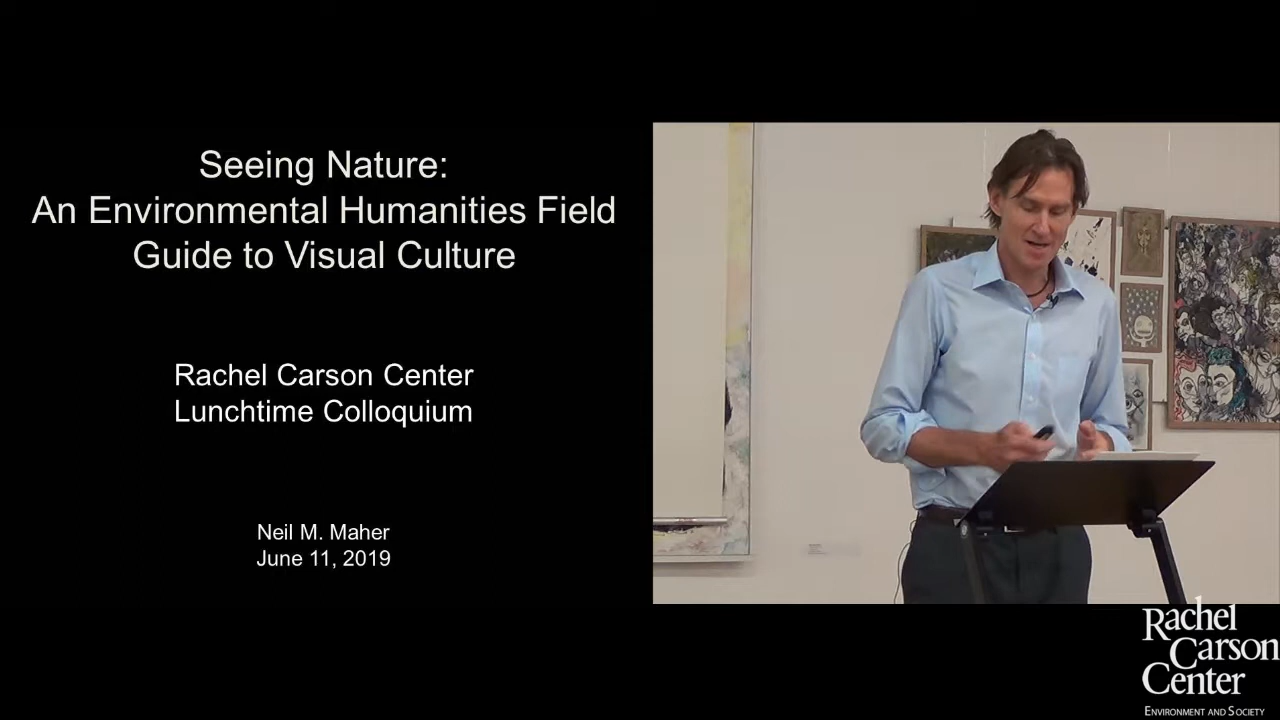 Seeing Nature:
An Environmental Humanities Field
Guide to Visual Culture
Rachel Carson Center
Lunchtime Colloquium
Neil M. Maher
June 11, 2019
Rachel
Carson
Center
ENVIRONMENT AND SOCIETY